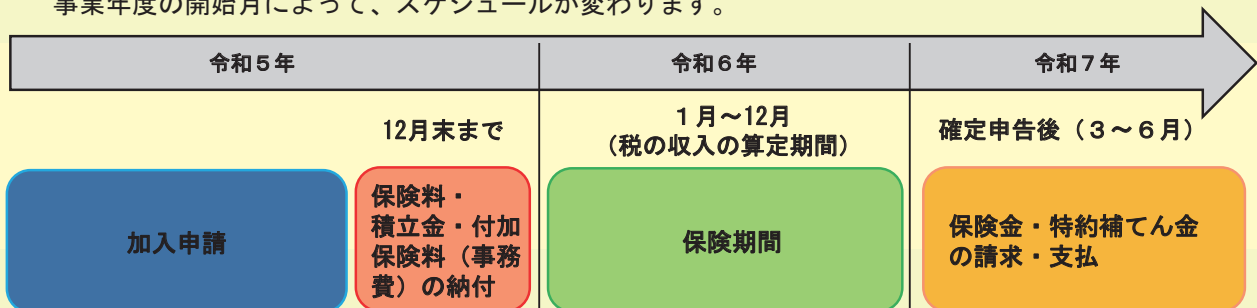 事業年度の開始月によって、スケジュールが変わります。
令和５年
令和６年
令和７年
12月末まで
１月～12月
（税の収入の算定期間）
確定申告後（３～６月）
加入申請
保険料・
積立金・付加
保険料（事務
費）の納付
保険期間
保険金・特約補てん金
の請求・支払